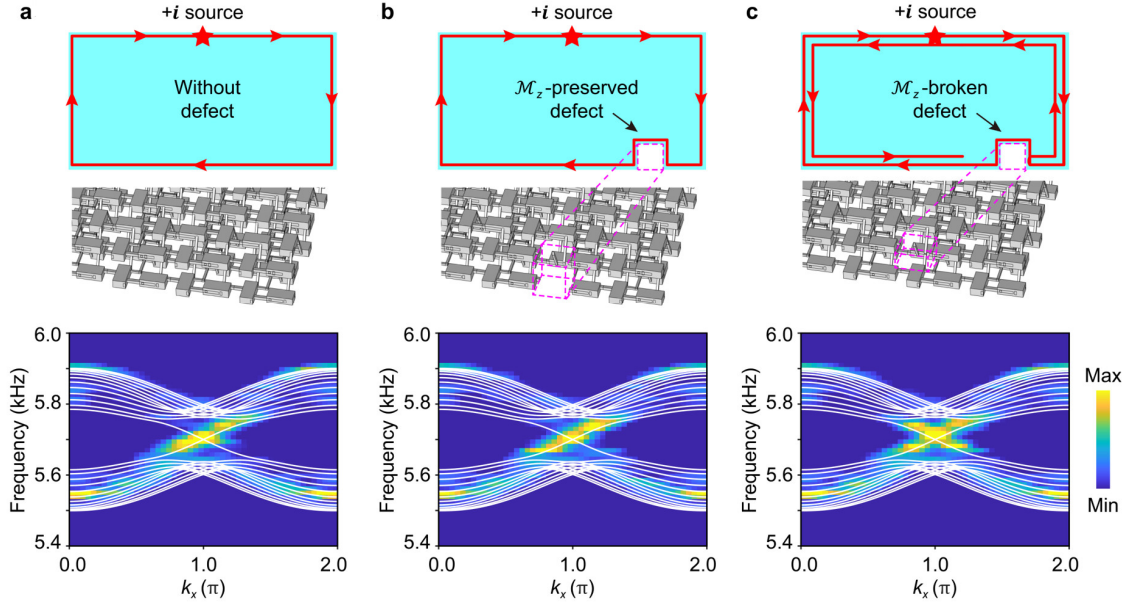 a
+i source
Without
defect
b
+i source
ℳz-preserved
defect
c
+i source
ℳz-broken
defect
Frequency (kHz)
6.0
5.8
5.6
5.4
0.0
1.0
2.0
kx (π)
Frequency (kHz)
6.0
5.8
5.6
5.4
0.0
1.0
2.0
kx (π)
Frequency (kHz)
6.0
5.8
5.6
5.4
0.0
1.0
2.0
kx (π)
Max
Min